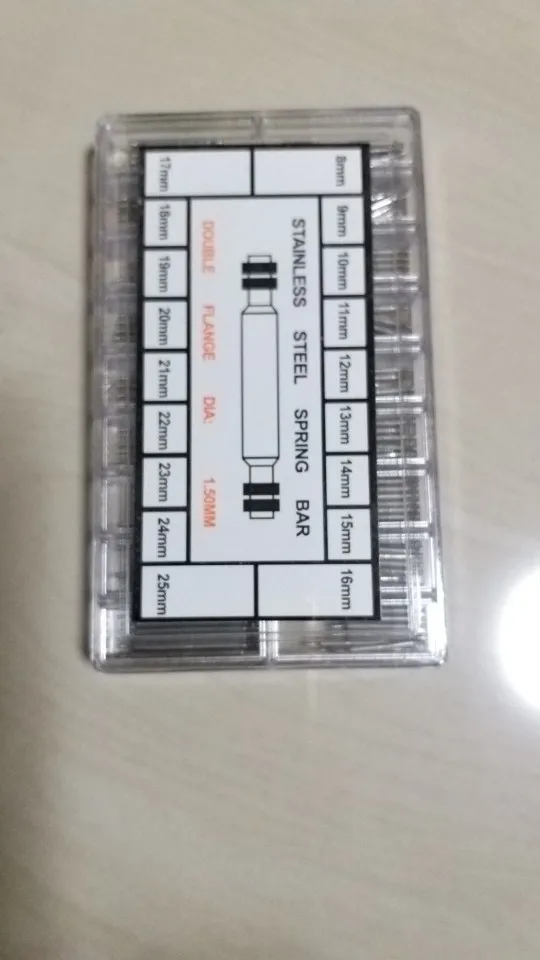 8mm
9mm
10mm
11mm
12mm
13mm
14mm
15mm
16mm
STAINLESS STEEL SPRING BAR
DOUBLE FLANGE DIA: 1.50MM
17mm
18mm
19mm
20mm
21mm
22mm
23mm
24mm
25mm